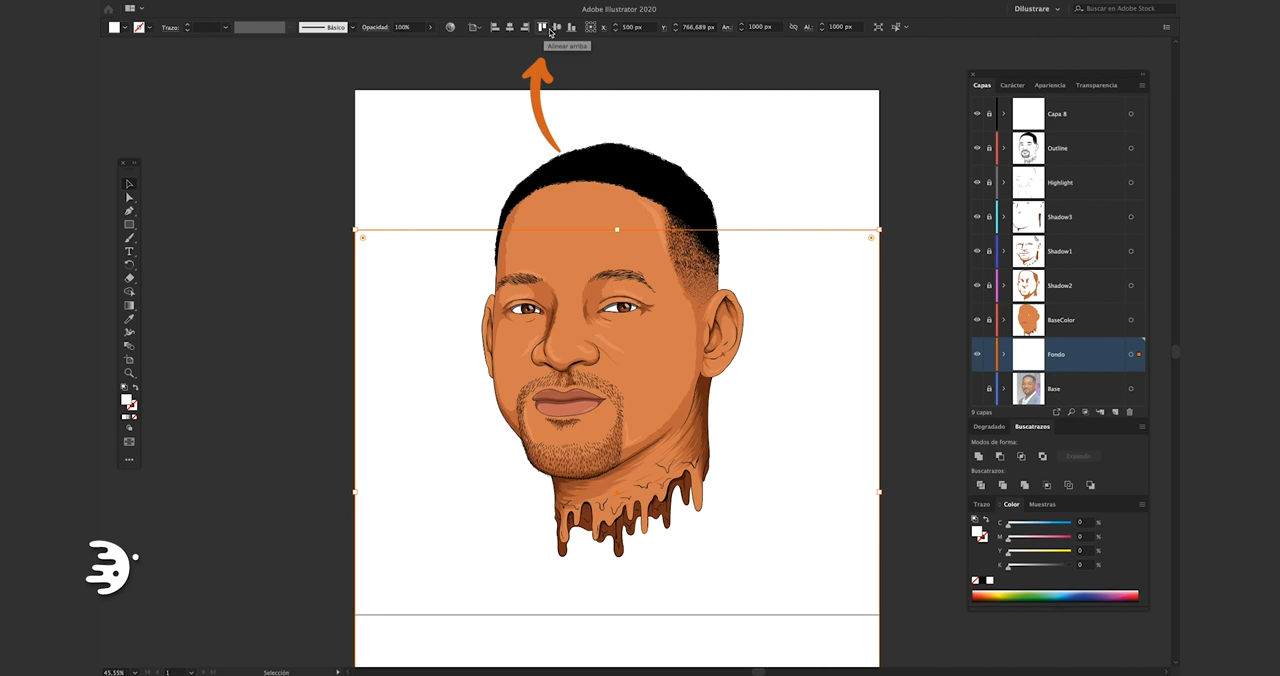 Adobe Illustrator 2020
Dilustrare
Buscar en Adobe Stock
Trazo:
Básico
Opacidad: 100%
X: 500 px
Y: 766,689 px
An.: 1000 px
Al.: 1000 px
Alinear arriba
Capas
Carácter
Apariencia
Transparencia
Capa 8
Outline
Highlight
Shadow3
Shadow1
Shadow2
BaseColor
Fondo
Base
9 capas
Degradado
Buscatrazos
Modos de forma:
Expandir
Buscatrazos:
Trazo
Color
Muestras
C 0 %
M 0 %
Y 0 %
K 0 %
45,55%
1
Selección